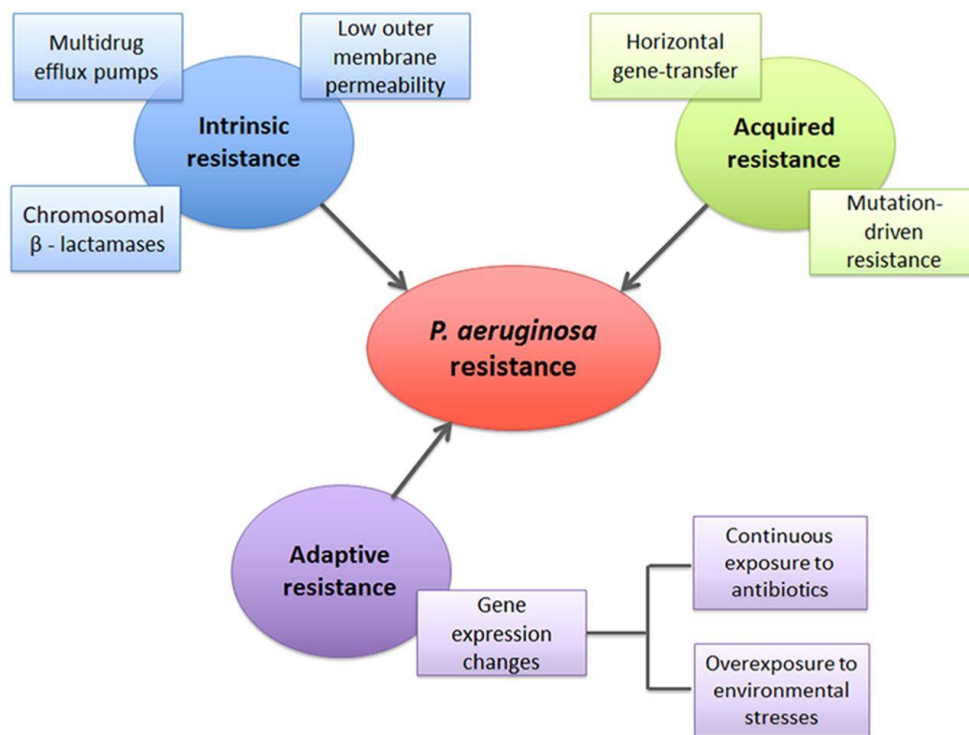 Multidrug
efflux pumps
Low outer
membrane
permeability
Intrinsic
resistance
Chromosomal
β - lactamases
Horizontal
gene-transfer
Acquired
resistance
Mutation-
driven
resistance
P. aeruginosa
resistance
Adaptive
resistance
Gene
expression
changes
Continuous
exposure to
antibiotics
Overexposure to
environmental
stresses